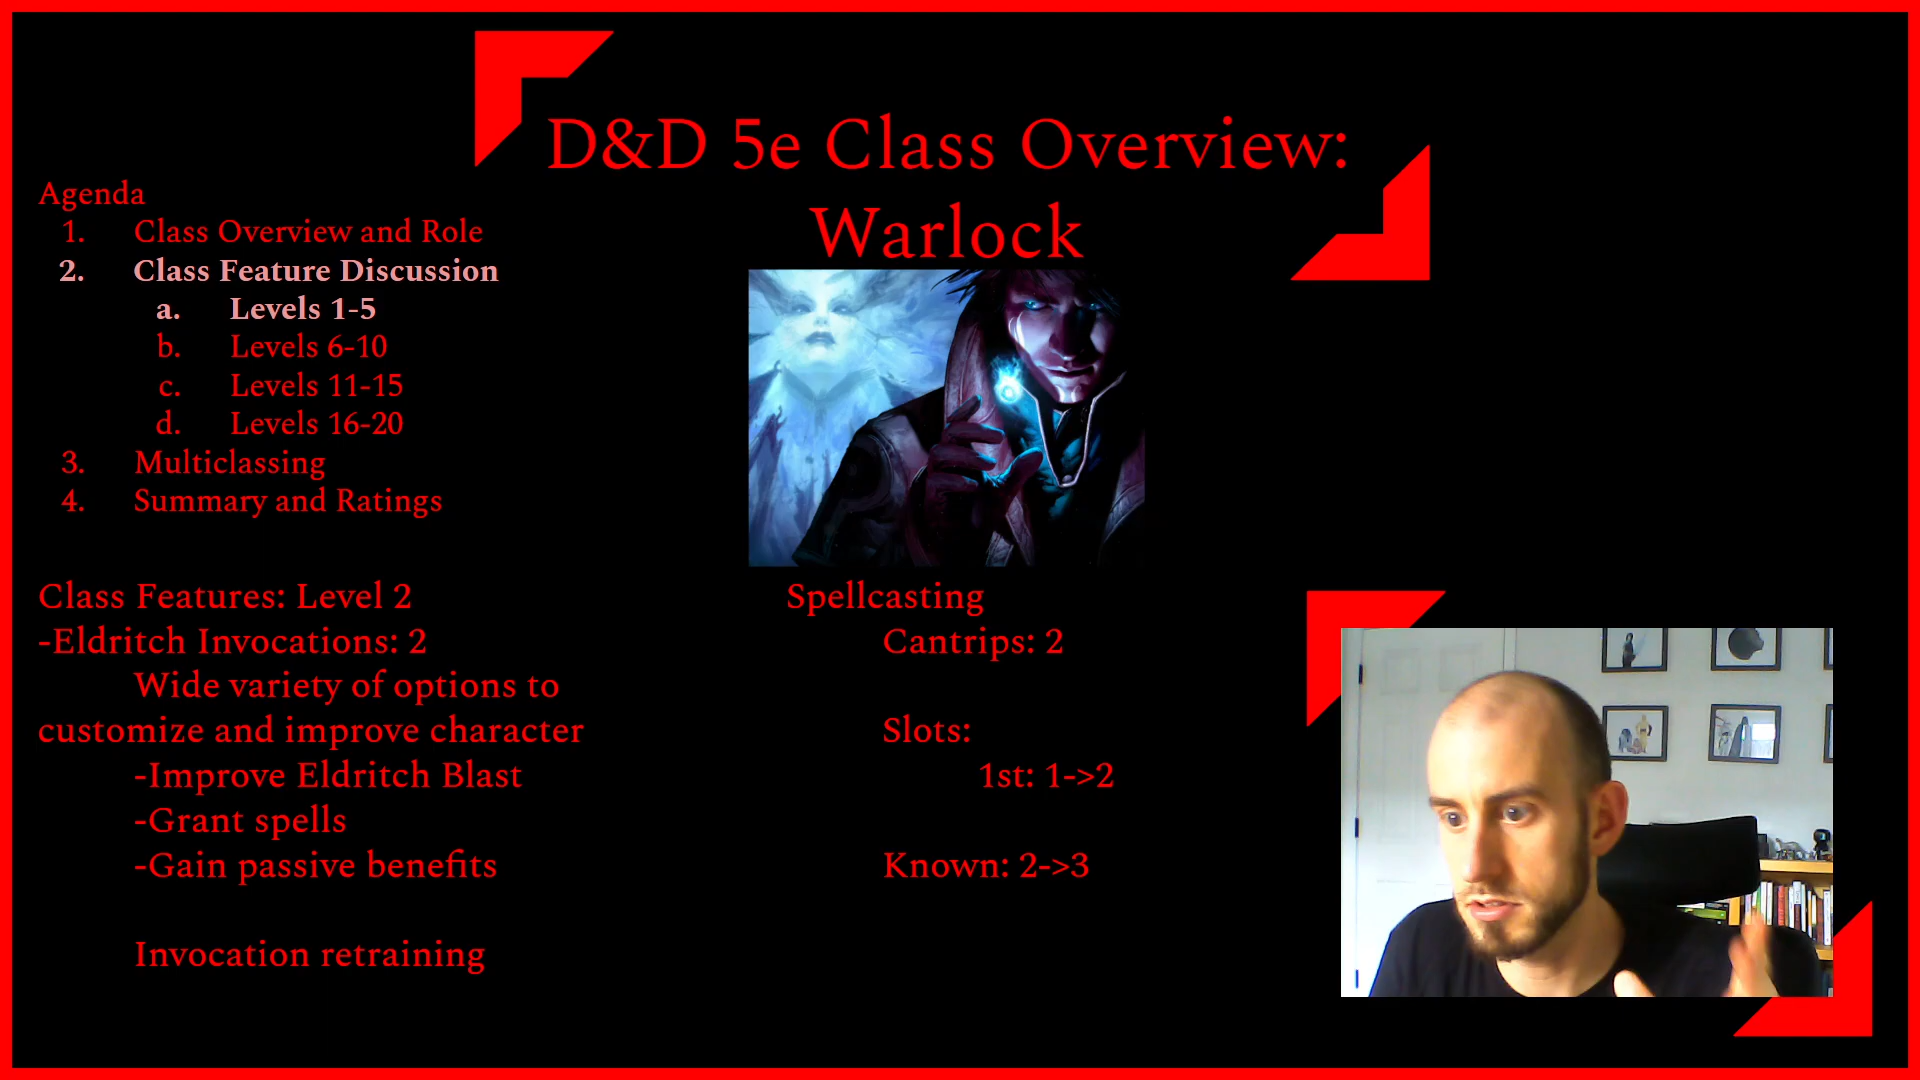 D&D 5e Class Overview:
Warlock
Agenda
1. Class Overview and Role
2. Class Feature Discussion
a. Levels 1-5
b. Levels 6-10
c. Levels 11-15
d. Levels 16-20
3. Multiclassing
4. Summary and Ratings
Class Features: Level 2
-Eldritch Invocations: 2
Wide variety of options to
customize and improve character
-Improve Eldritch Blast
-Grant spells
-Gain passive benefits
Invocation retraining
Spellcasting
Cantrips: 2
Slots:
1st: 1->2
Known: 2->3